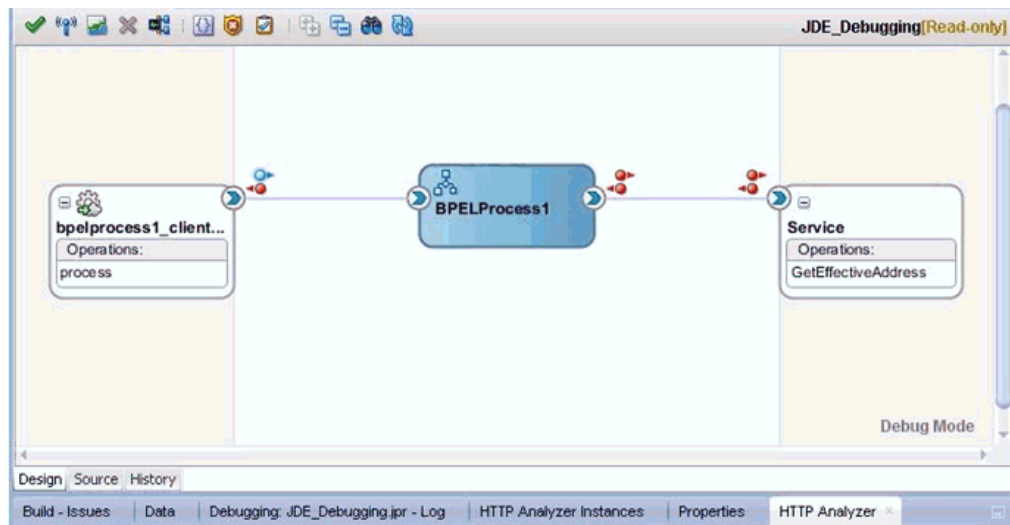 JDE_Debugging[Read-only]
bpelprocess1_client...
Operations:
process
BPELProcess1
Service
Operations:
GetEffectiveAddress
Debug Mode
Design Source History
Build - Issues Data Debugging: JDE_Debugging.jpr - Log HTTP Analyzer Instances Properties HTTP Analyzer